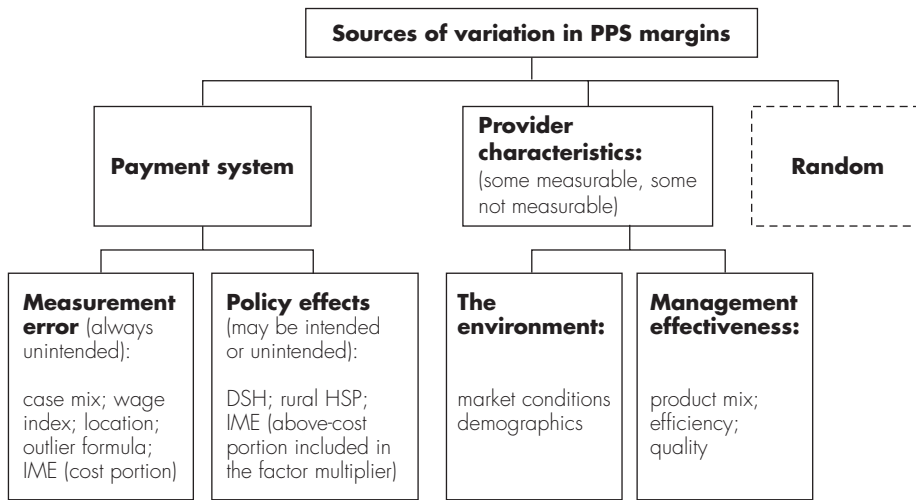 Sources of variation in PPS margins
Payment system
Provider
characteristics:
(some measurable, some
not measurable)
Random
Measurement
error (always
unintended):
case mix; wage
index; location;
outlier formula;
IME (cost portion)
Policy effects
(may be intended
or unintended):
DSH; rural HSP;
IME (above-cost
portion included in
the factor multiplier)
The
environment:
market conditions
demographics
Management
effectiveness:
product mix;
efficiency;
quality